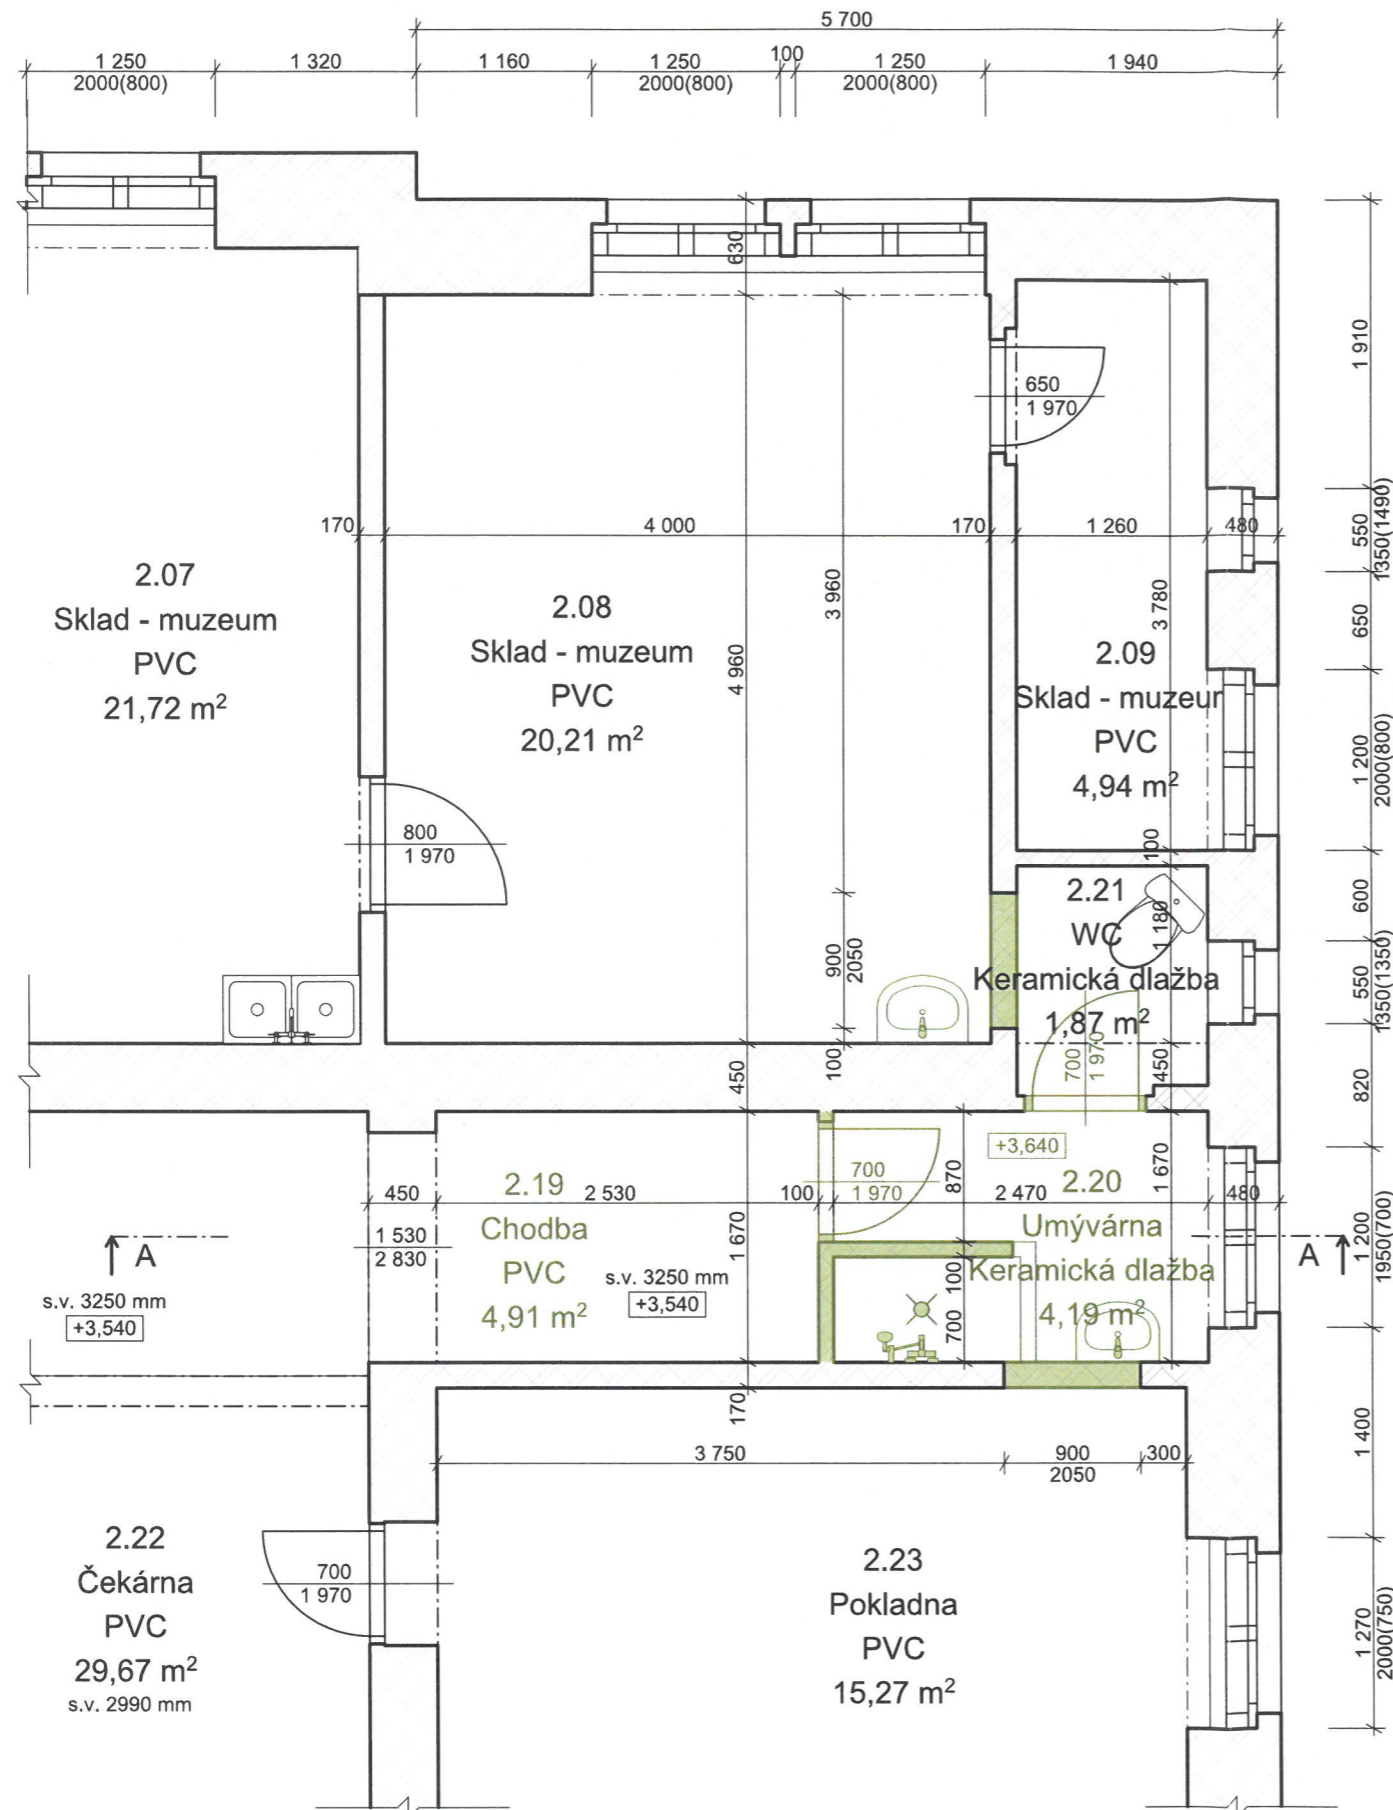 5 700
1 250
2000(800)
1 320
1 160
1 250
2000(800)
100
1 250
2000(800)
1 940
630
1 910
650
1 970
170
4 000
170
1 260
480
550
1350(1490)
2.07
Sklad - muzeum
PVC
21,72 m²
2.08
Sklad - muzeum
PVC
20,21 m²
3 960
4 960
3 780
2.09
Sklad - muzeur
PVC
4,94 m²
650
1 200
2000(800)
800
1 970
100
2.21
WC
Keramická dlažba
1,87 m²
1 180
600
900
2050
550
1350(1350)
700
1 970
450
100
450
820
+3,640
700
1 970
870
1 670
450
2 530
100
2 470
480
2.19
Chodba
PVC
4,91 m²
2.20
Umývárna
Keramická dlažba
4,19 m²
1 530
2 830
1 670
A
A
1 200
1950(700)
s.v. 3250 mm
+3,540
s.v. 3250 mm
+3,540
100
700
170
1 400
3 750
900
2050
300
2.22
Čekárna
PVC
29,67 m²
s.v. 2990 mm
700
1 970
2.23
Pokladna
PVC
15,27 m²
1 270
2000(750)